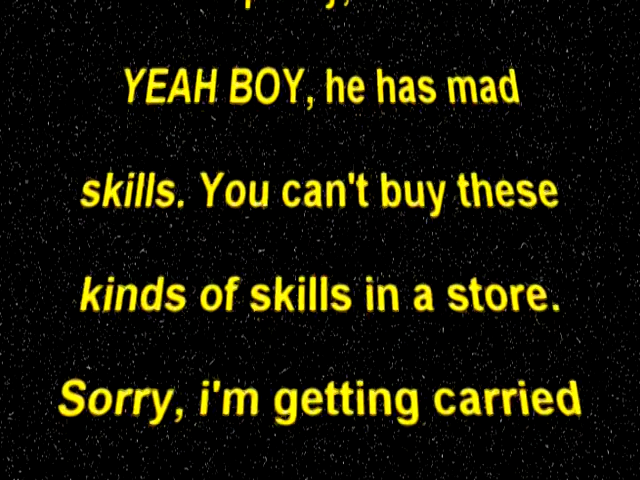 YEAH BOY, he has mad
skills. You can't buy these
kinds of skills in a store.
Sorry, i'm getting carried